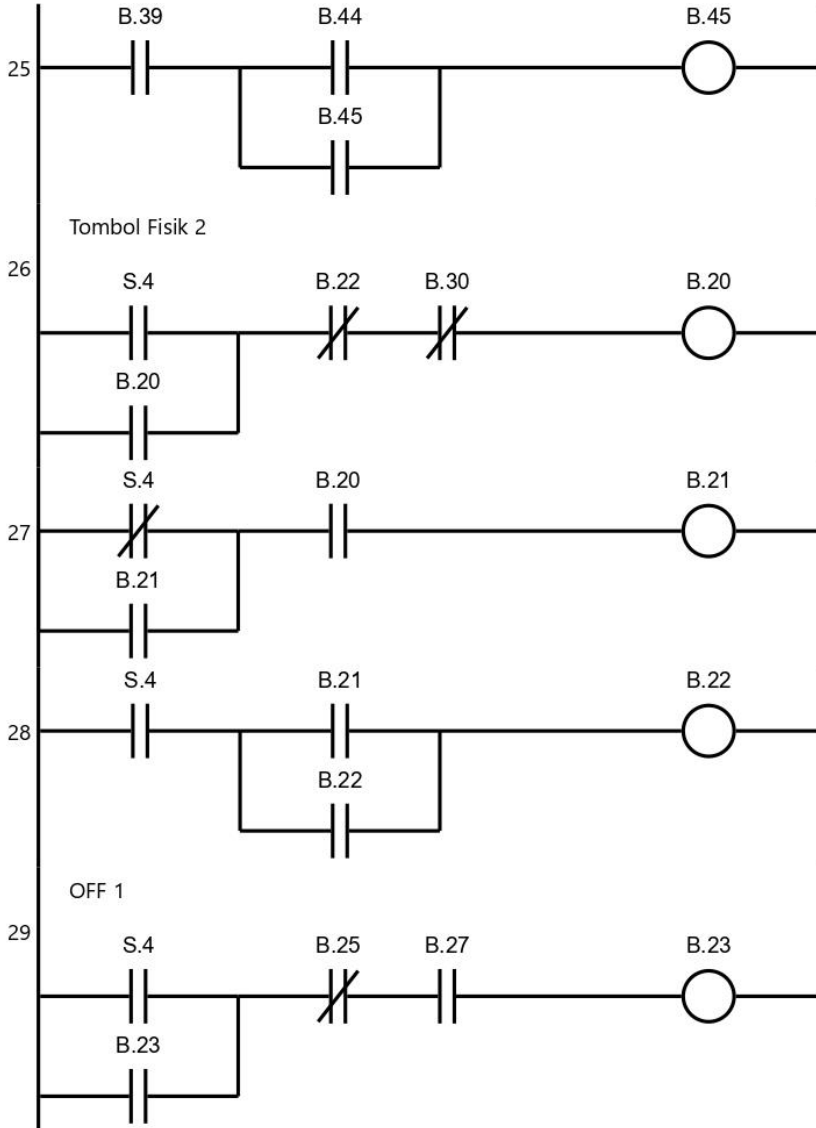 B.39 B.44 B.45
25
B.45
Tombol Fisik 2
26
S.4 B.22 B.30 B.20
B.20
S.4 B.20 B.21
27
B.21
S.4 B.21 B.22
28
B.22
OFF 1
29
S.4 B.25 B.27 B.23
B.23